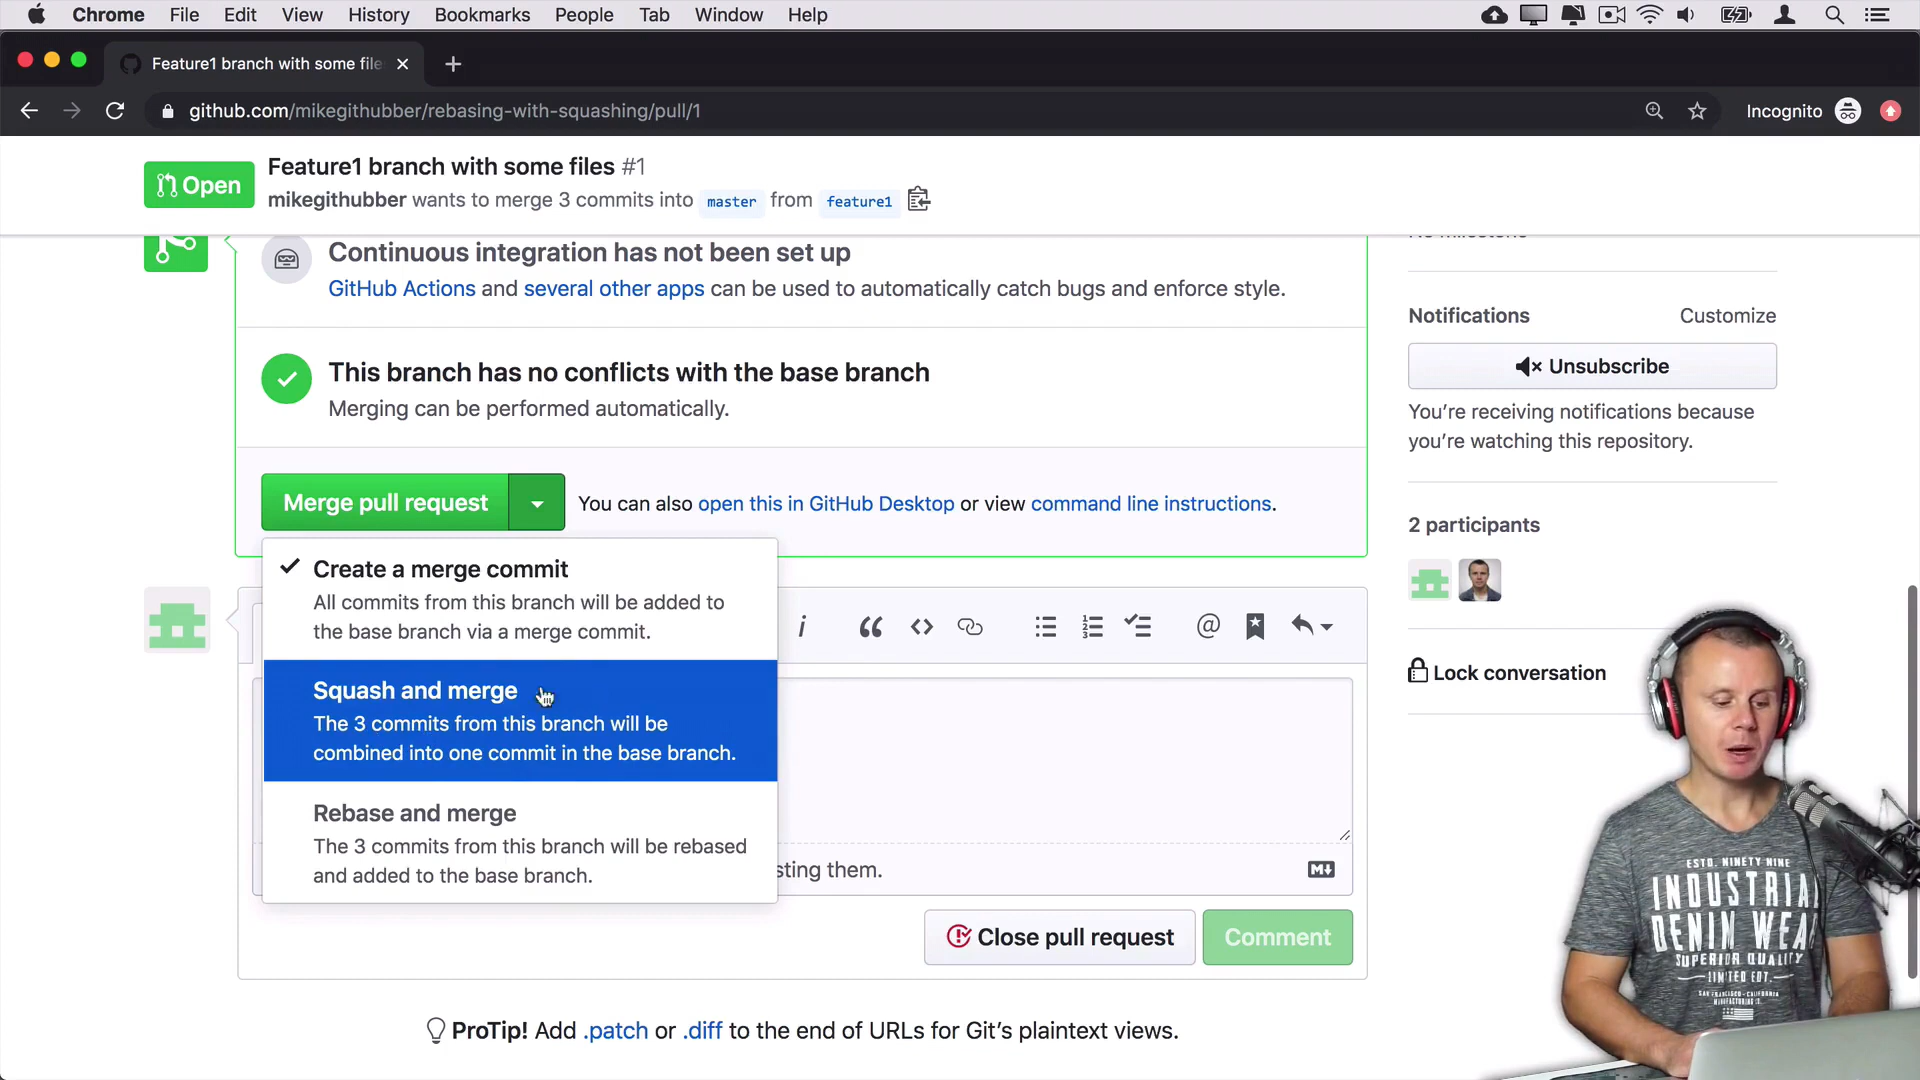 Chrome File Edit View History Bookmarks People Tab Window Help
Feature1 branch with some file
github.com/mikegithubber/rebasing-with-squashing/pull/1
Incognito
Open
Feature1 branch with some files #1
mikegithubber wants to merge 3 commits into master from feature1
Continuous integration has not been set up
GitHub Actions and several other apps can be used to automatically catch bugs and enforce style.
This branch has no conflicts with the base branch
Merging can be performed automatically.
Merge pull request
You can also open this in GitHub Desktop or view command line instructions.
Create a merge commit
All commits from this branch will be added to
the base branch via a merge commit.
Squash and merge
The 3 commits from this branch will be
combined into one commit in the base branch.
Rebase and merge
The 3 commits from this branch will be rebased
and added to the base branch.
sting them.
Close pull request
Comment
ProTip! Add .patch or .diff to the end of URLs for Git's plaintext views.
Notifications
Customize
Unsubscribe
You're receiving notifications because
you're watching this repository.
2 participants
Lock conversation
ESTD. NINETY NINE
INDUSTRIAL
DENIM WEA
SUPERIOR QUALITY
LIMITED EDT.